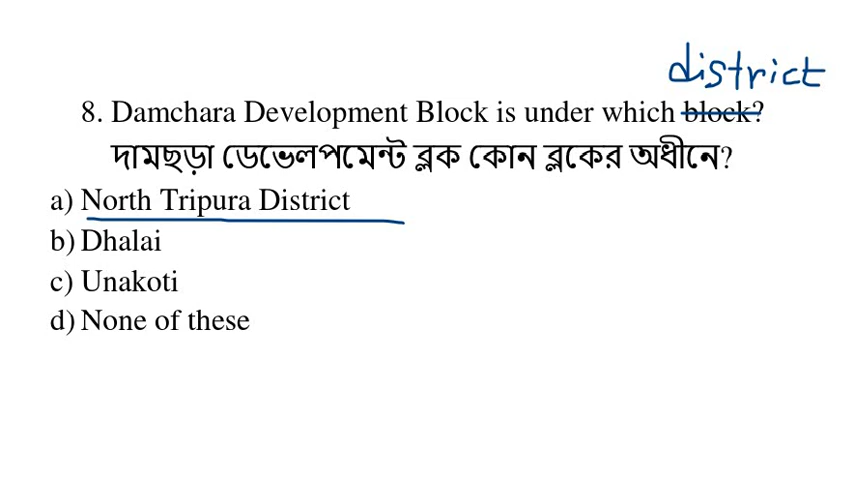 district
8. Damchara Development Block is under which block?
দামছড়া ডেভেলপমেন্ট ব্লক কোন ব্লকের অধীনে?
a) North Tripura District
b) Dhalai
c) Unakoti
d) None of these